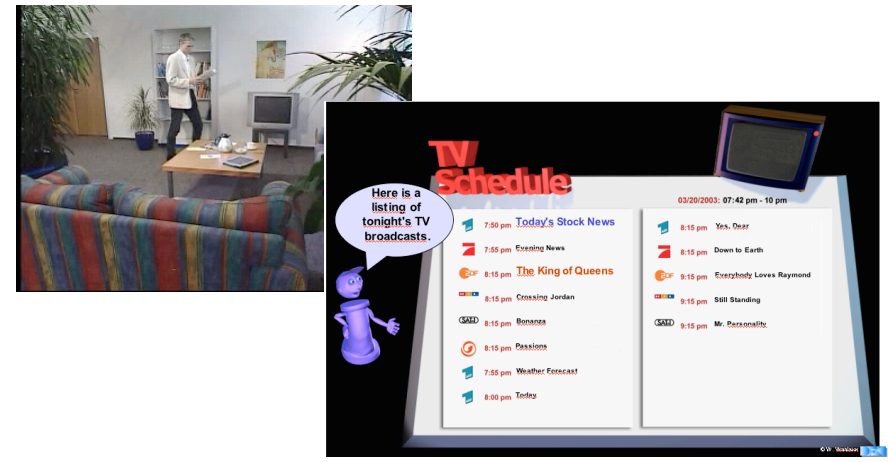 TV
Schedule
Here is a
listing of
tonight's TV
broadcasts.
03/20/2003: 07:42 pm - 10 pm
7:50 pm Today's Stock News
7:55 pm Evening News
8:15 pm The King of Queens
8:15 pm Crossing Jordan
8:15 pm Bonanza
8:15 pm Passions
7:55 pm Weather Forecast
8:00 pm Today
8:15 pm Yes, Dear
8:15 pm Down to Earth
9:15 pm Everybody Loves Raymond
9:15 pm Still Standing
9:15 pm Mr. Personality